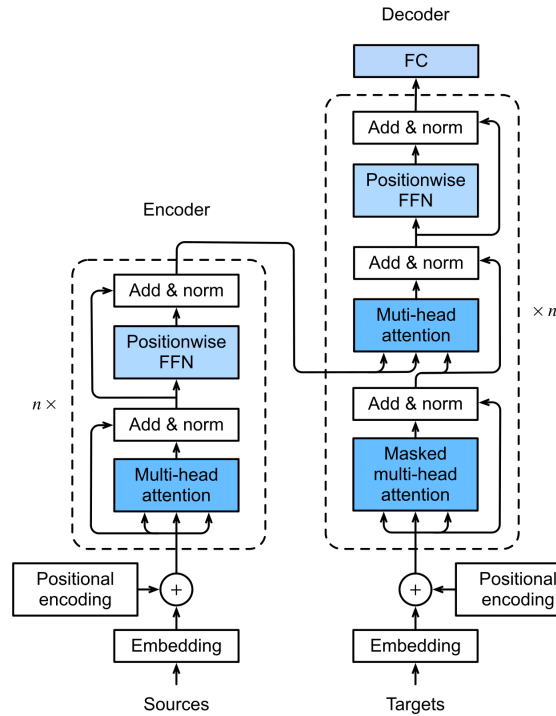 Decoder
FC
Add & norm
Positionwise
FFN
Add & norm
Muti-head
attention
× n
Add & norm
Masked
multi-head
attention
Positional
encoding
+
Embedding
Targets
Encoder
Add & norm
Positionwise
FFN
n ×
Add & norm
Multi-head
attention
Positional
encoding
+
Embedding
Sources